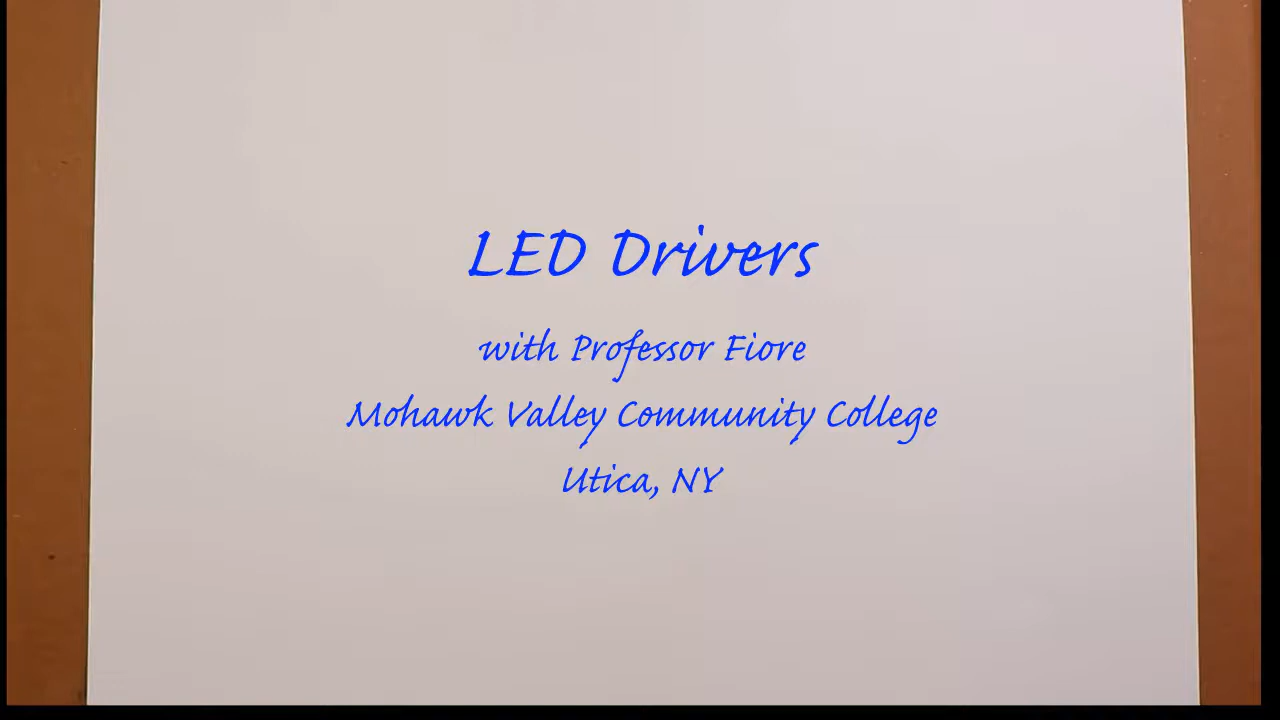 LED Drivers
with Professor Fiore
Mohawk Valley Community College
Utica, NY